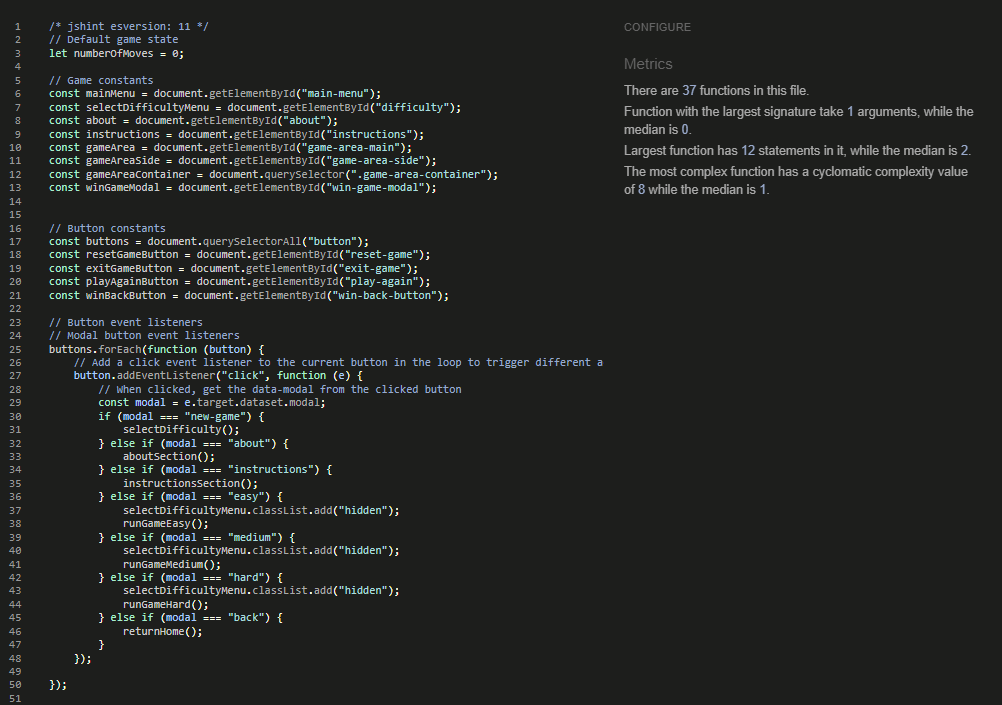 1 /* jshint esversion: 11 */
2 // Default game state
3 let numberOfMoves = 0;
4
5 // Game constants
6 const mainMenu = document.getElementById("main-menu");
7 const selectDifficultyMenu = document.getElementById("difficulty");
8 const about = document.getElementById("about");
9 const instructions = document.getElementById("instructions");
10 const gameArea = document.getElementById("game-area-main");
11 const gameAreaSide = document.getElementById("game-area-side");
12 const gameAreaContainer = document.querySelector(".game-area-container");
13 const winGameModal = document.getElementById("win-game-modal");
14
15
16 // Button constants
17 const buttons = document.querySelectorAll("button");
18 const resetGameButton = document.getElementById("reset-game");
19 const exitGameButton = document.getElementById("exit-game");
20 const playAgainButton = document.getElementById("play-again");
21 const winBackButton = document.getElementById("win-back-button");
22
23 // Button event listeners
24 // Modal button event listeners
25 buttons.forEach(function (button) {
26     // Add a click event listener to the current button in the loop to trigger different a
27     button.addEventListener("click", function (e) {
28         // When clicked, get the data-modal from the clicked button
29         const modal = e.target.dataset.modal;
30         if (modal === "new-game") {
31             selectDifficulty();
32         } else if (modal === "about") {
33             aboutSection();
34         } else if (modal === "instructions") {
35             instructionsSection();
36         } else if (modal === "easy") {
37             selectDifficultyMenu.classList.add("hidden");
38             runGameEasy();
39         } else if (modal === "medium") {
40             selectDifficultyMenu.classList.add("hidden");
41             runGameMedium();
42         } else if (modal === "hard") {
43             selectDifficultyMenu.classList.add("hidden");
44             runGameHard();
45         } else if (modal === "back") {
46             returnHome();
47         }
48     });
49
50 });
51
CONFIGURE
Metrics
There are 37 functions in this file.
Function with the largest signature take 1 arguments, while the
median is 0.
Largest function has 12 statements in it, while the median is 2.
The most complex function has a cyclomatic complexity value
of 8 while the median is 1.